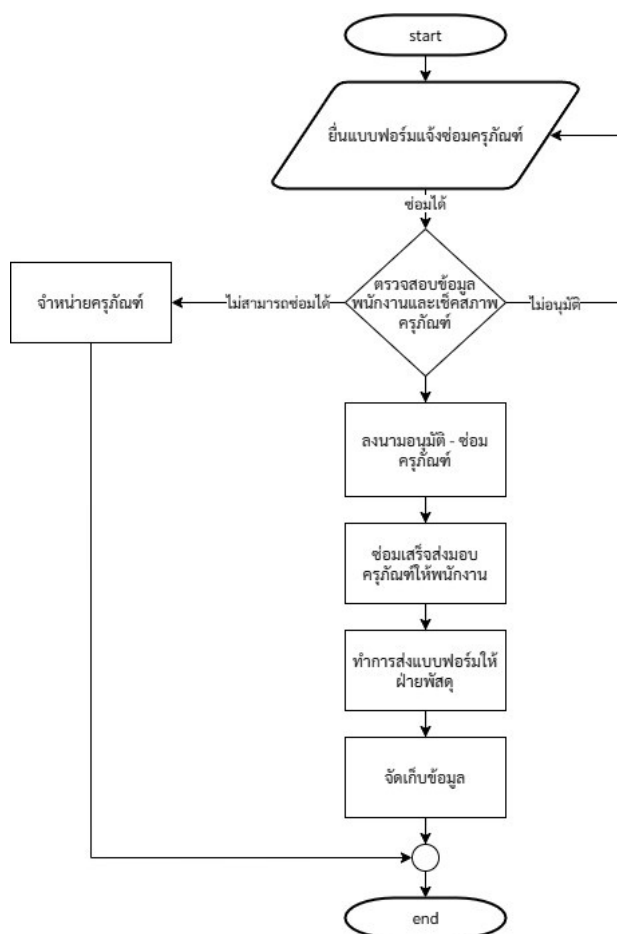 start
ยื่นแบบฟอร์มแจ้งซ่อมครุภัณฑ์
ซ่อมได้
ตรวจสอบข้อมูล
พนักงานและเช็คสภาพ
ครุภัณฑ์
ไม่สามารถซ่อมได้
จำหน่ายครุภัณฑ์
ไม่อนุมัติ
ลงนามอนุมัติ - ซ่อม
ครุภัณฑ์
ซ่อมเสร็จส่งมอบ
ครุภัณฑ์ให้พนักงาน
ทำการส่งแบบฟอร์มให้
ฝ่ายพัสดุ
จัดเก็บข้อมูล
end